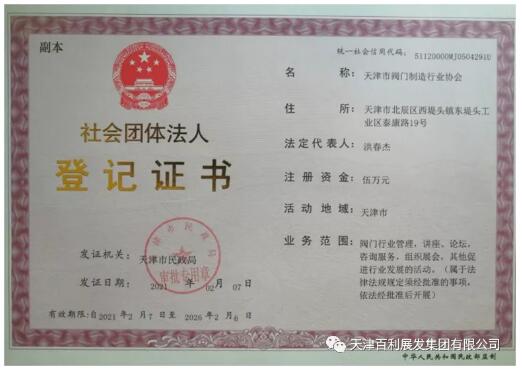 副本
统一社会信用代码: 51120000MJ0504291U
社会团体法人
登记证书
名 称: 天津市阀门制造行业协会
住 所: 天津市北辰区西堤头镇东堤头工
业区泰康路19号
法定代表人: 洪春杰
注册资金: 伍万元
活动地域: 天津市
业务范围: 阀门行业管理,讲座、论坛,
咨询服务,组织展会,其他促
进行业发展的活动。(属于法
律法规规定须经批准的事项,
依法经批准后开展)
发证机关: 天津市民政局
发证日期: 2021 年 02 月 07 日
审批专用章
有效期: 自2021 年 2 月 7 日至 2026 年 2 月 6 日
天津百利展发集团有限公司
中华人民共和国民政部监制